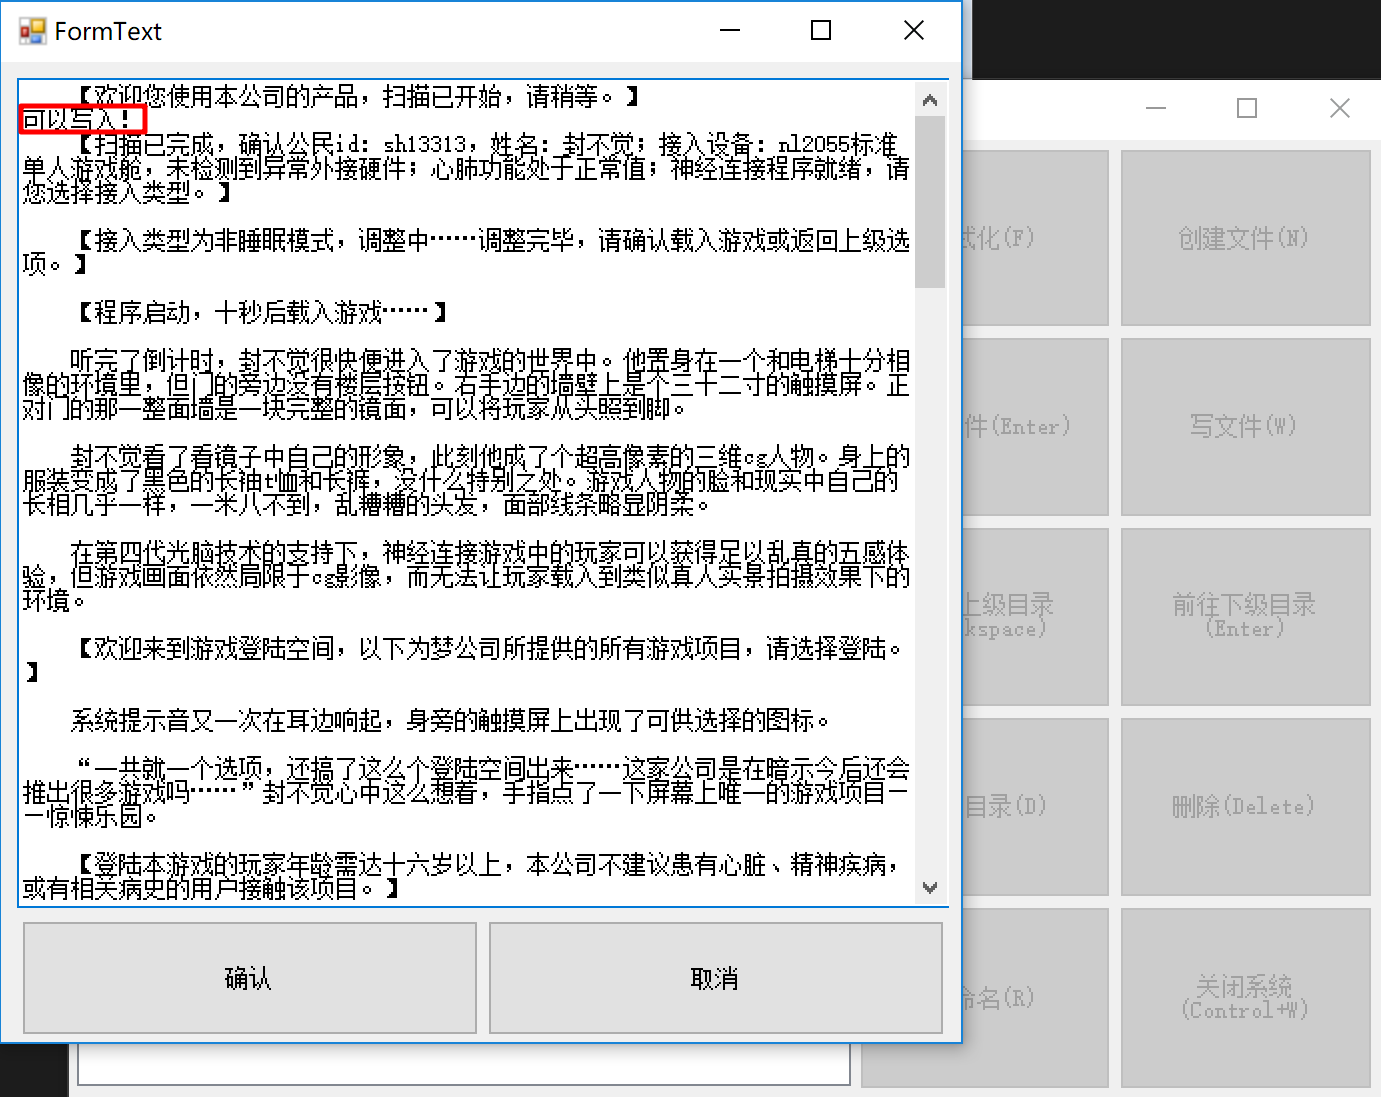 FormText
【欢迎您使用本公司的产品，扫描已开始，请稍等。】
可以写入！
【扫描已完成，确认公民id：sh13313，姓名：封不觉；接入设备：nl2055标准
单人游戏舱，未检测到异常外接硬件；心肺功能处于正常值；神经连接程序就绪，请
您选择接入类型。】
【接入类型为非睡眠模式，调整中……调整完毕，请确认载入游戏或返回上级选
项。】
【程序启动，十秒后载入游戏……】
听完了倒计时，封不觉很快便进入了游戏的世界中。他置身在一个和电梯十分相
像的环境里，但门的旁边没有楼层按钮。右手边的墙壁上是个三十二寸的触摸屏。正
对门的那一整面墙是一块完整的镜面，可以将玩家从头照到脚。
封不觉看了看镜子中自己的形象，此刻他成了个超高像素的三维cg人物。身上的
服装变成了黑色的长袖t恤和长裤，没什么特别之处。游戏人物的脸和现实中自己的
长相几乎一样，一米八不到，乱糟糟的头发，面部线条略显阴柔。
在第四代光脑技术的支持下，神经连接游戏中的玩家可以获得足以乱真的五感体
验，但游戏画面依然局限于cg影像，而无法让玩家载入到类似真人实景拍摄效果下的
环境。
【欢迎来到游戏登陆空间，以下为梦公司所提供的所有游戏项目，请选择登陆。
】
系统提示音又一次在耳边响起，身旁的触摸屏上出现了可供选择的图标。
“一共就一个选项，还搞了这么个登陆空间出来……这家公司是在暗示今后还会
推出很多游戏吗……”封不觉心中这么想着，手指点了一下屏幕上唯一的游戏项目—
—惊悚乐园。
【登陆本游戏的玩家年龄需达十六岁以上，本公司不建议患有心脏、精神疾病，
或有相关病史的用户接触该项目。】
确认
取消
式化(F)
创建文件(N)
件(Enter)
写文件(W)
上级目录
kspace)
前往下级目录
(Enter)
目录(D)
删除(Delete)
命名(R)
关闭系统
(Control+W)